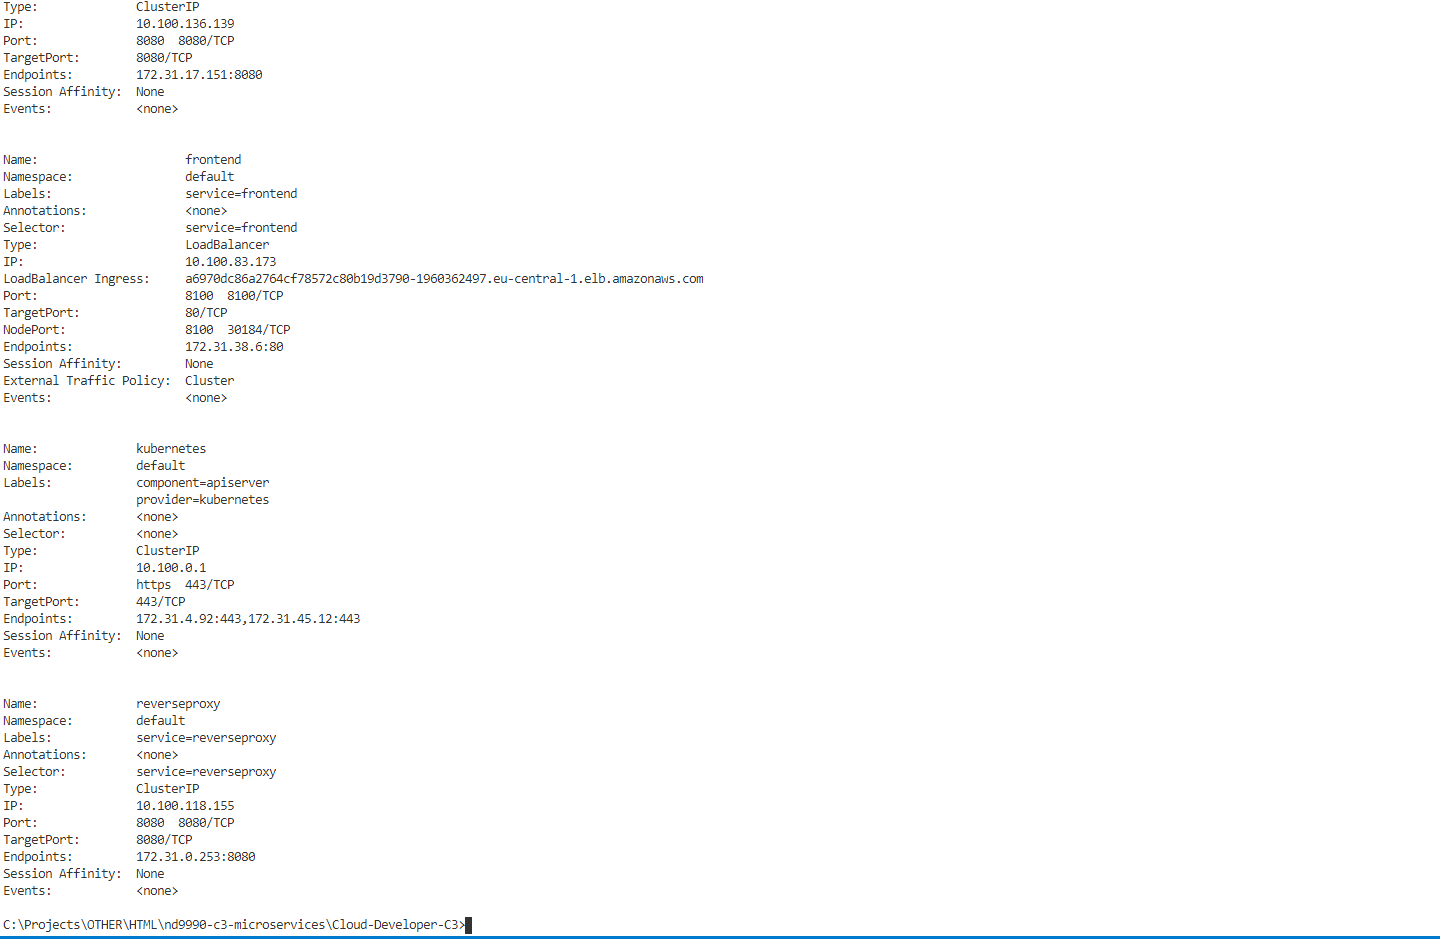 Type:              ClusterIP
IP:                10.100.136.139
Port:              8080  8080/TCP
TargetPort:        8080/TCP
Endpoints:         172.31.17.151:8080
Session Affinity:  None
Events:            <none>
Name:                     frontend
Namespace:                default
Labels:                   service=frontend
Annotations:              <none>
Selector:                 service=frontend
Type:                     LoadBalancer
IP:                       10.100.83.173
LoadBalancer Ingress:     a6970dc86a2764cf78572c80b19d3790-1960362497.eu-central-1.elb.amazonaws.com
Port:                     8100  8100/TCP
TargetPort:               80/TCP
NodePort:                 8100  30184/TCP
Endpoints:                172.31.38.6:80
Session Affinity:         None
External Traffic Policy:  Cluster
Events:                   <none>
Name:              kubernetes
Namespace:         default
Labels:            component=apiserver
                   provider=kubernetes
Annotations:       <none>
Selector:          <none>
Type:              ClusterIP
IP:                10.100.0.1
Port:              https  443/TCP
TargetPort:        443/TCP
Endpoints:         172.31.4.92:443,172.31.45.12:443
Session Affinity:  None
Events:            <none>
Name:              reverseproxy
Namespace:         default
Labels:            service=reverseproxy
Annotations:       <none>
Selector:          service=reverseproxy
Type:              ClusterIP
IP:                10.100.118.155
Port:              8080  8080/TCP
TargetPort:        8080/TCP
Endpoints:         172.31.0.253:8080
Session Affinity:  None
Events:            <none>
C:\Projects\OTHER\HTML\nd9990-c3-microservices\Cloud-Developer-C3>